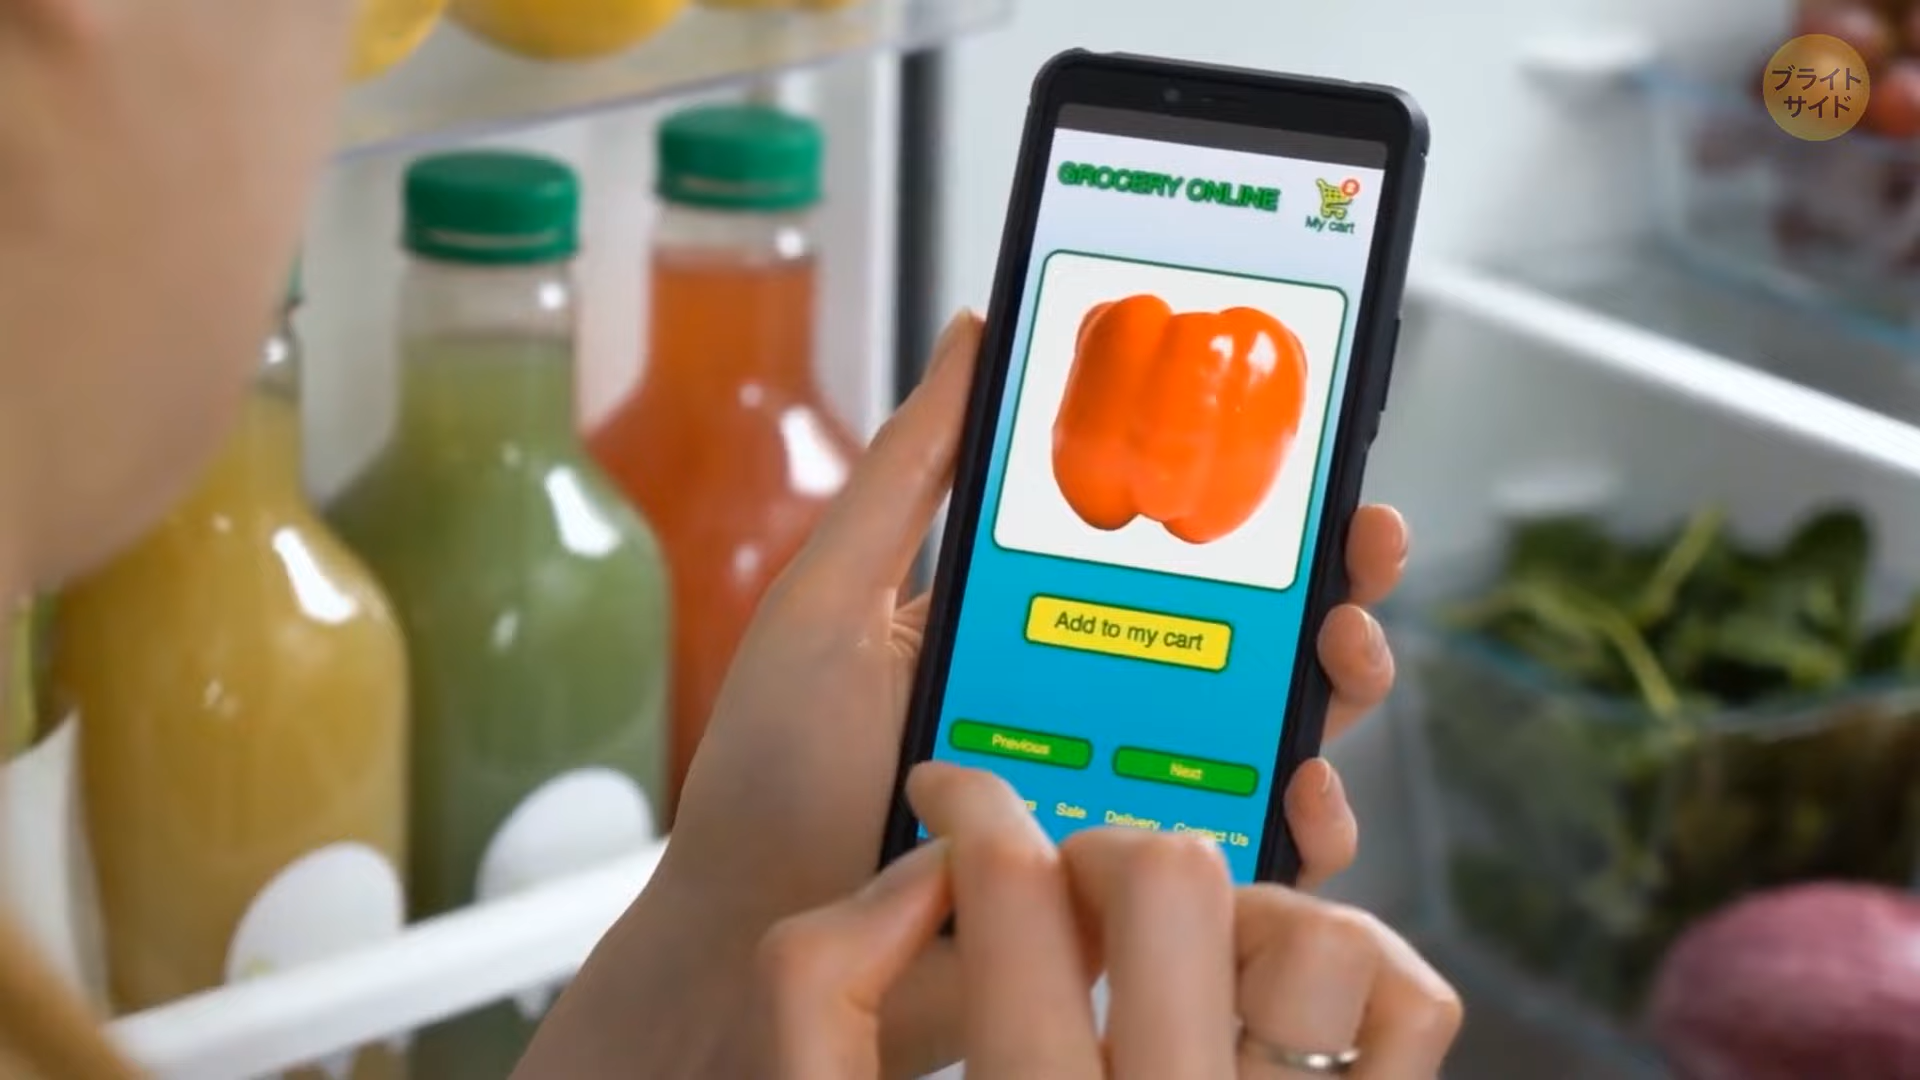 ブライト
サイド
GROCERY ONLINE
My cart
Add to my cart
Previous
Next
Sale
Delivery
Contact Us